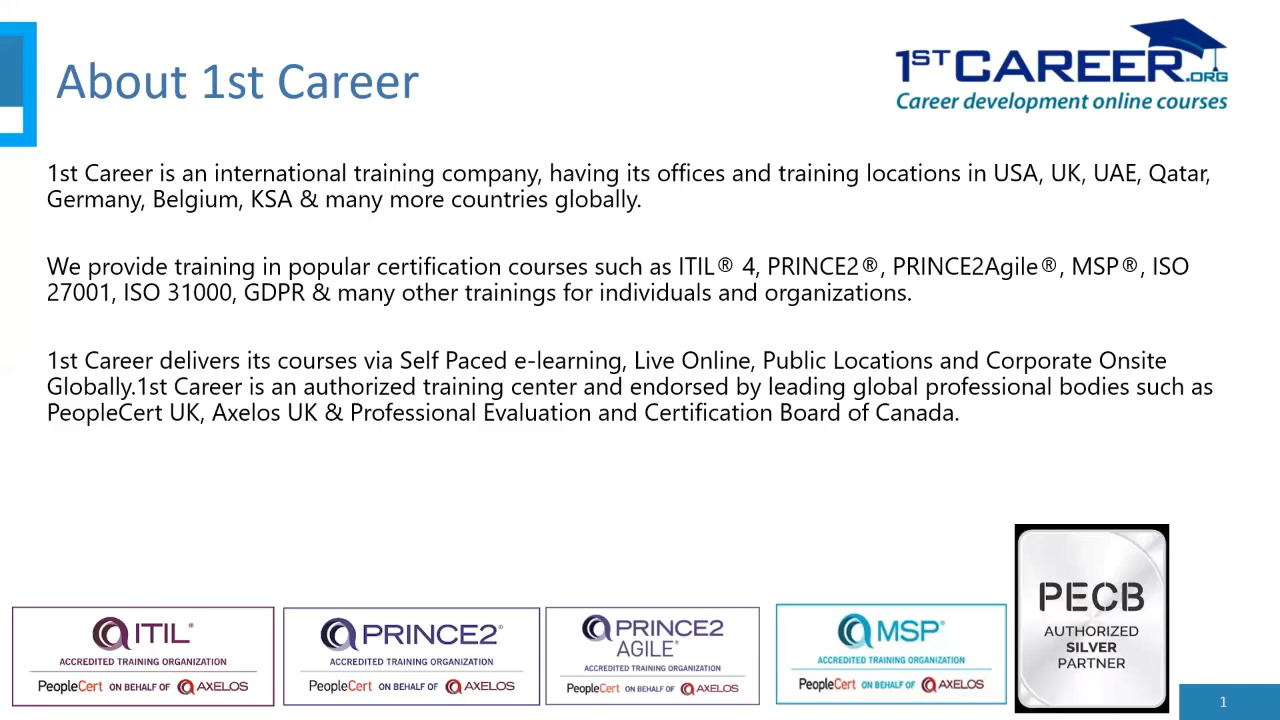 About 1st Career
1STCAREER.ORG
Career development online courses
1st Career is an international training company, having its offices and training locations in USA, UK, UAE, Qatar,
Germany, Belgium, KSA & many more countries globally.
We provide training in popular certification courses such as ITIL® 4, PRINCE2®, PRINCE2Agile®, MSP®, ISO
27001, ISO 31000, GDPR & many other trainings for individuals and organizations.
1st Career delivers its courses via Self Paced e-learning, Live Online, Public Locations and Corporate Onsite
Globally.1st Career is an authorized training center and endorsed by leading global professional bodies such as
PeopleCert UK, Axelos UK & Professional Evaluation and Certification Board of Canada.
ITIL®
ACCREDITED TRAINING ORGANIZATION
PeopleCert ON BEHALF OF AXELOS
PRINCE2®
ACCREDITED TRAINING ORGANIZATION
PeopleCert ON BEHALF OF AXELOS
PRINCE2
AGILE®
ACCREDITED TRAINING ORGANIZATION
PeopleCert ON BEHALF OF AXELOS
MSP®
ACCREDITED TRAINING ORGANIZATION
PeopleCert ON BEHALF OF AXELOS
PECB
AUTHORIZED
SILVER
PARTNER
1